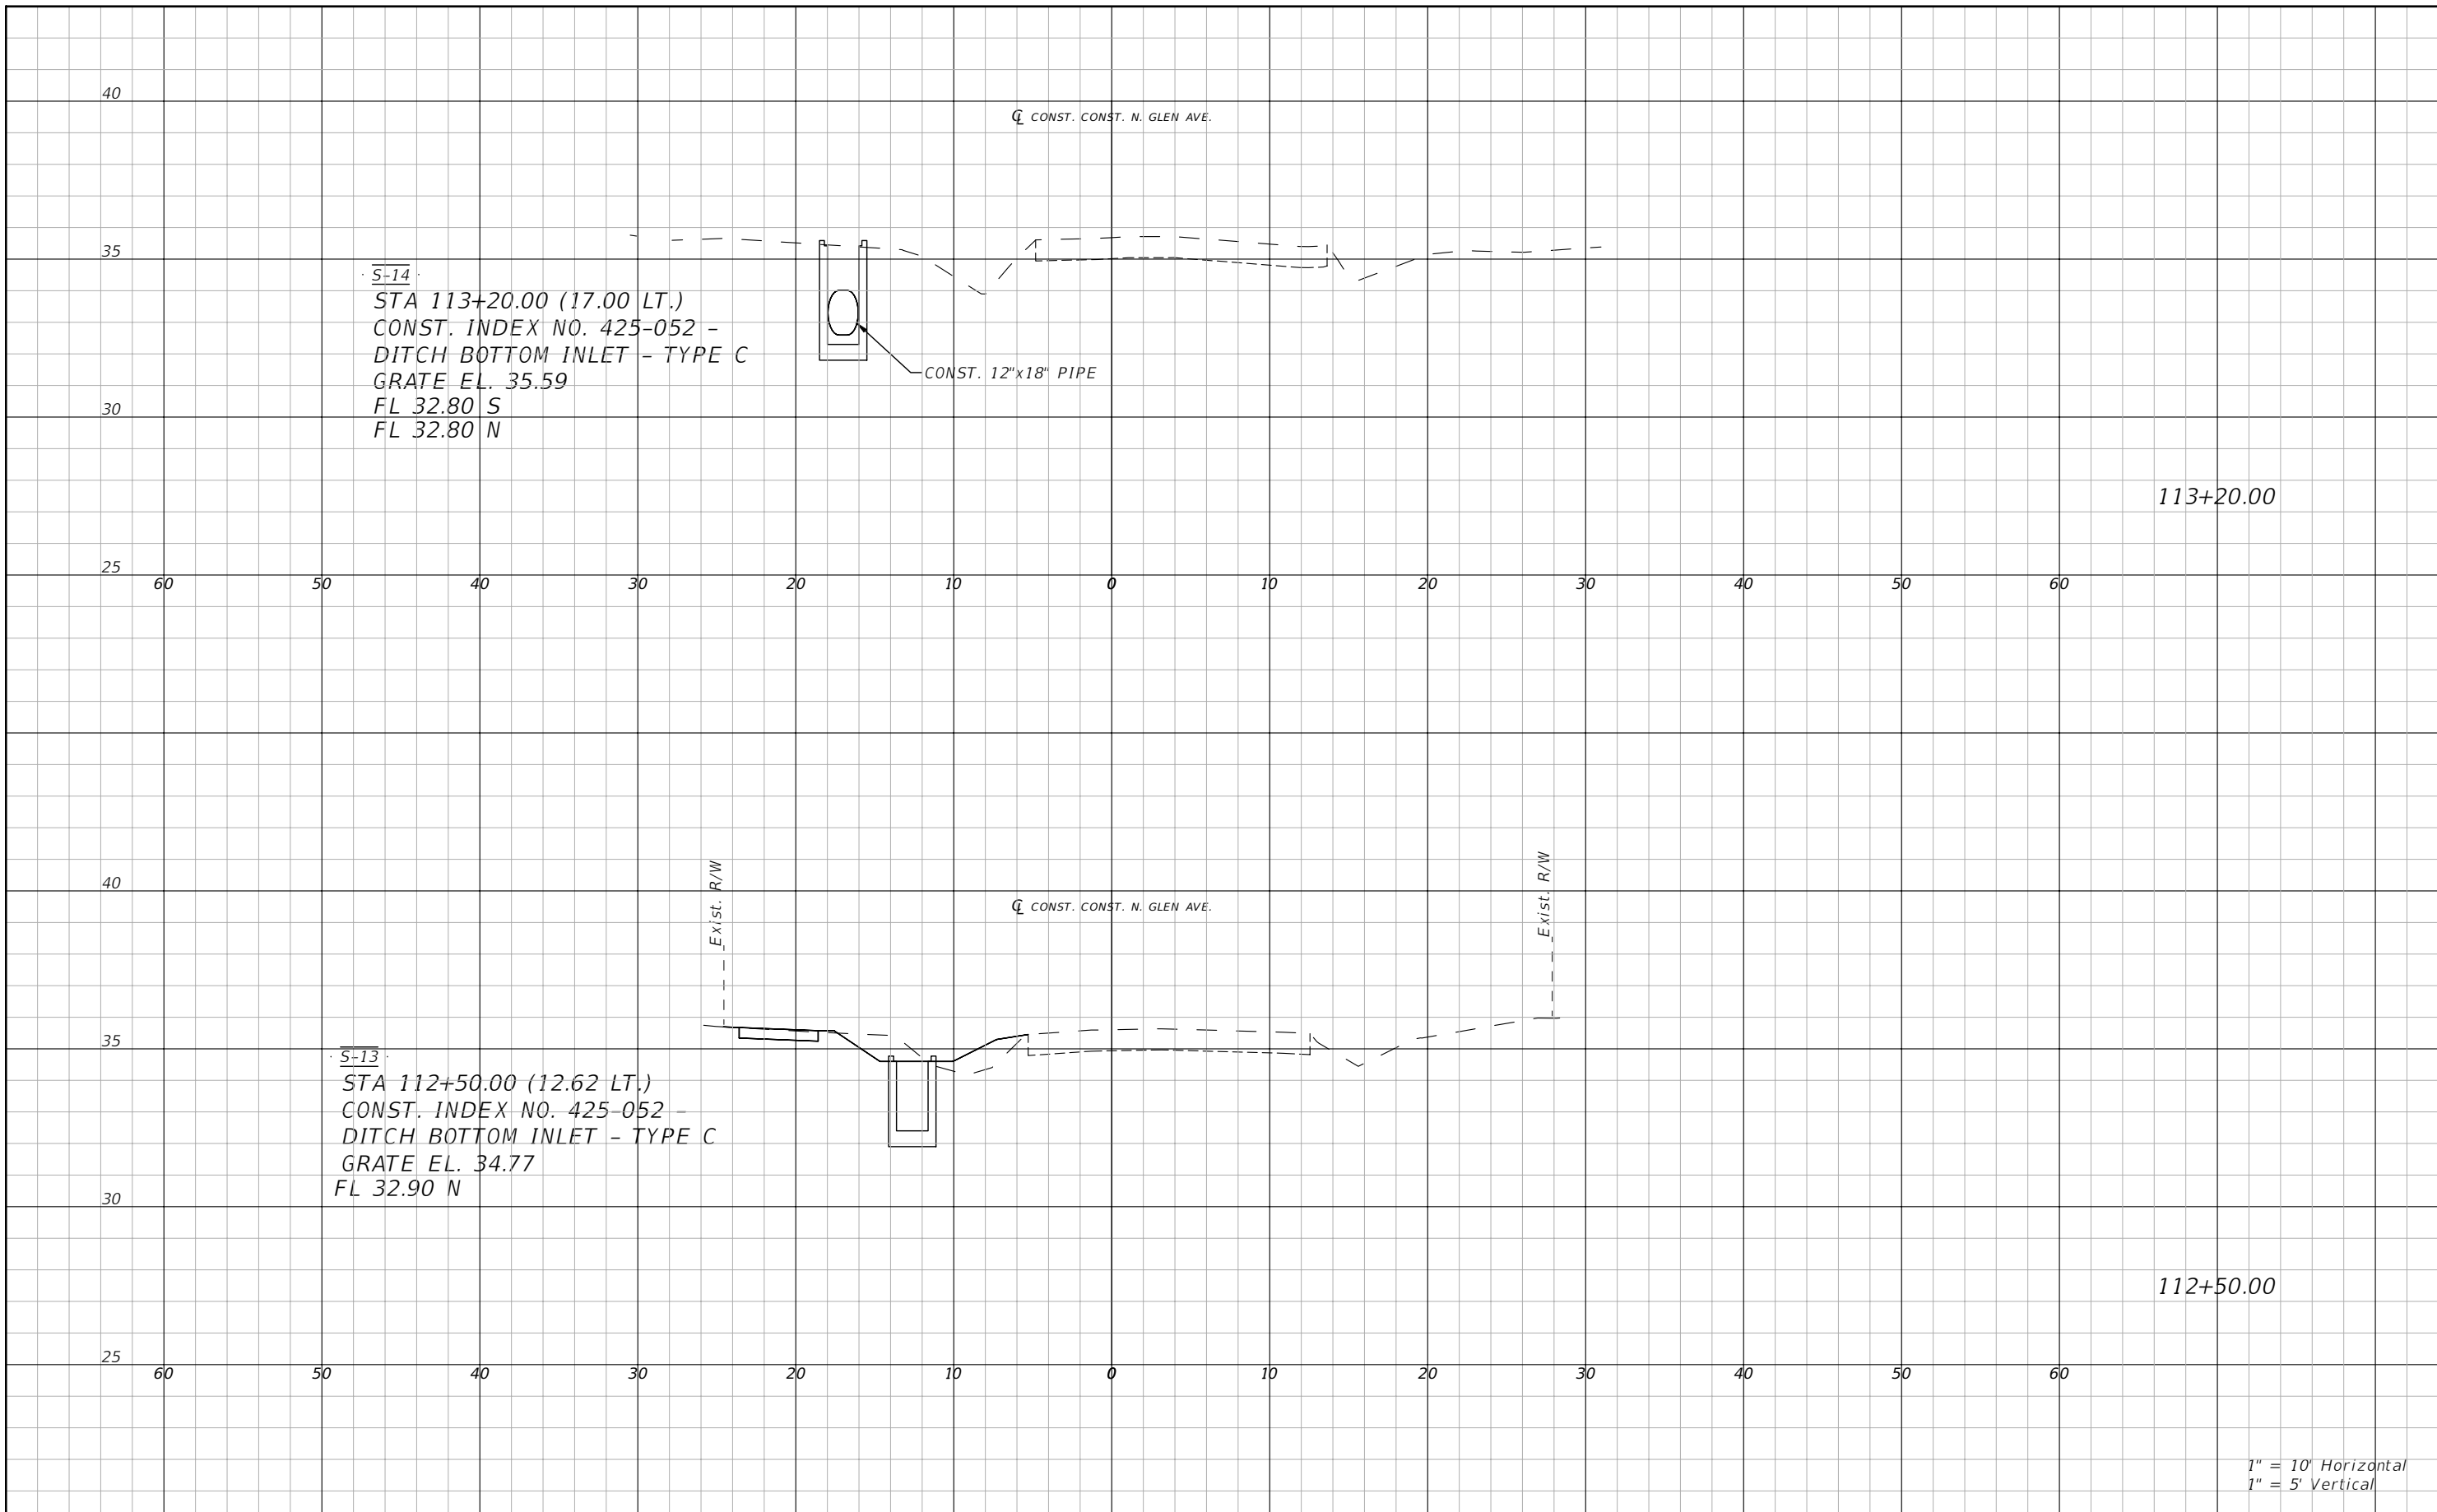 40
℄ CONST. CONST. N. GLEN AVE.
35
S-14
STA 113+20.00 (17.00 LT.)
CONST. INDEX NO. 425-052 -
DITCH BOTTOM INLET - TYPE C
GRATE EL. 35.59
FL 32.80 S
FL 32.80 N
CONST. 12"x18" PIPE
30
113+20.00
25
60 50 40 30 20 10 0 10 20 30 40 50 60
40
Exist. R/W
℄ CONST. CONST. N. GLEN AVE.
Exist. R/W
35
S-13
STA 112+50.00 (12.62 LT.)
CONST. INDEX NO. 425-052 -
DITCH BOTTOM INLET - TYPE C
GRATE EL. 34.77
FL 32.90 N
30
112+50.00
25
60 50 40 30 20 10 0 10 20 30 40 50 60
1" = 10' Horizontal
1" = 5' Vertical